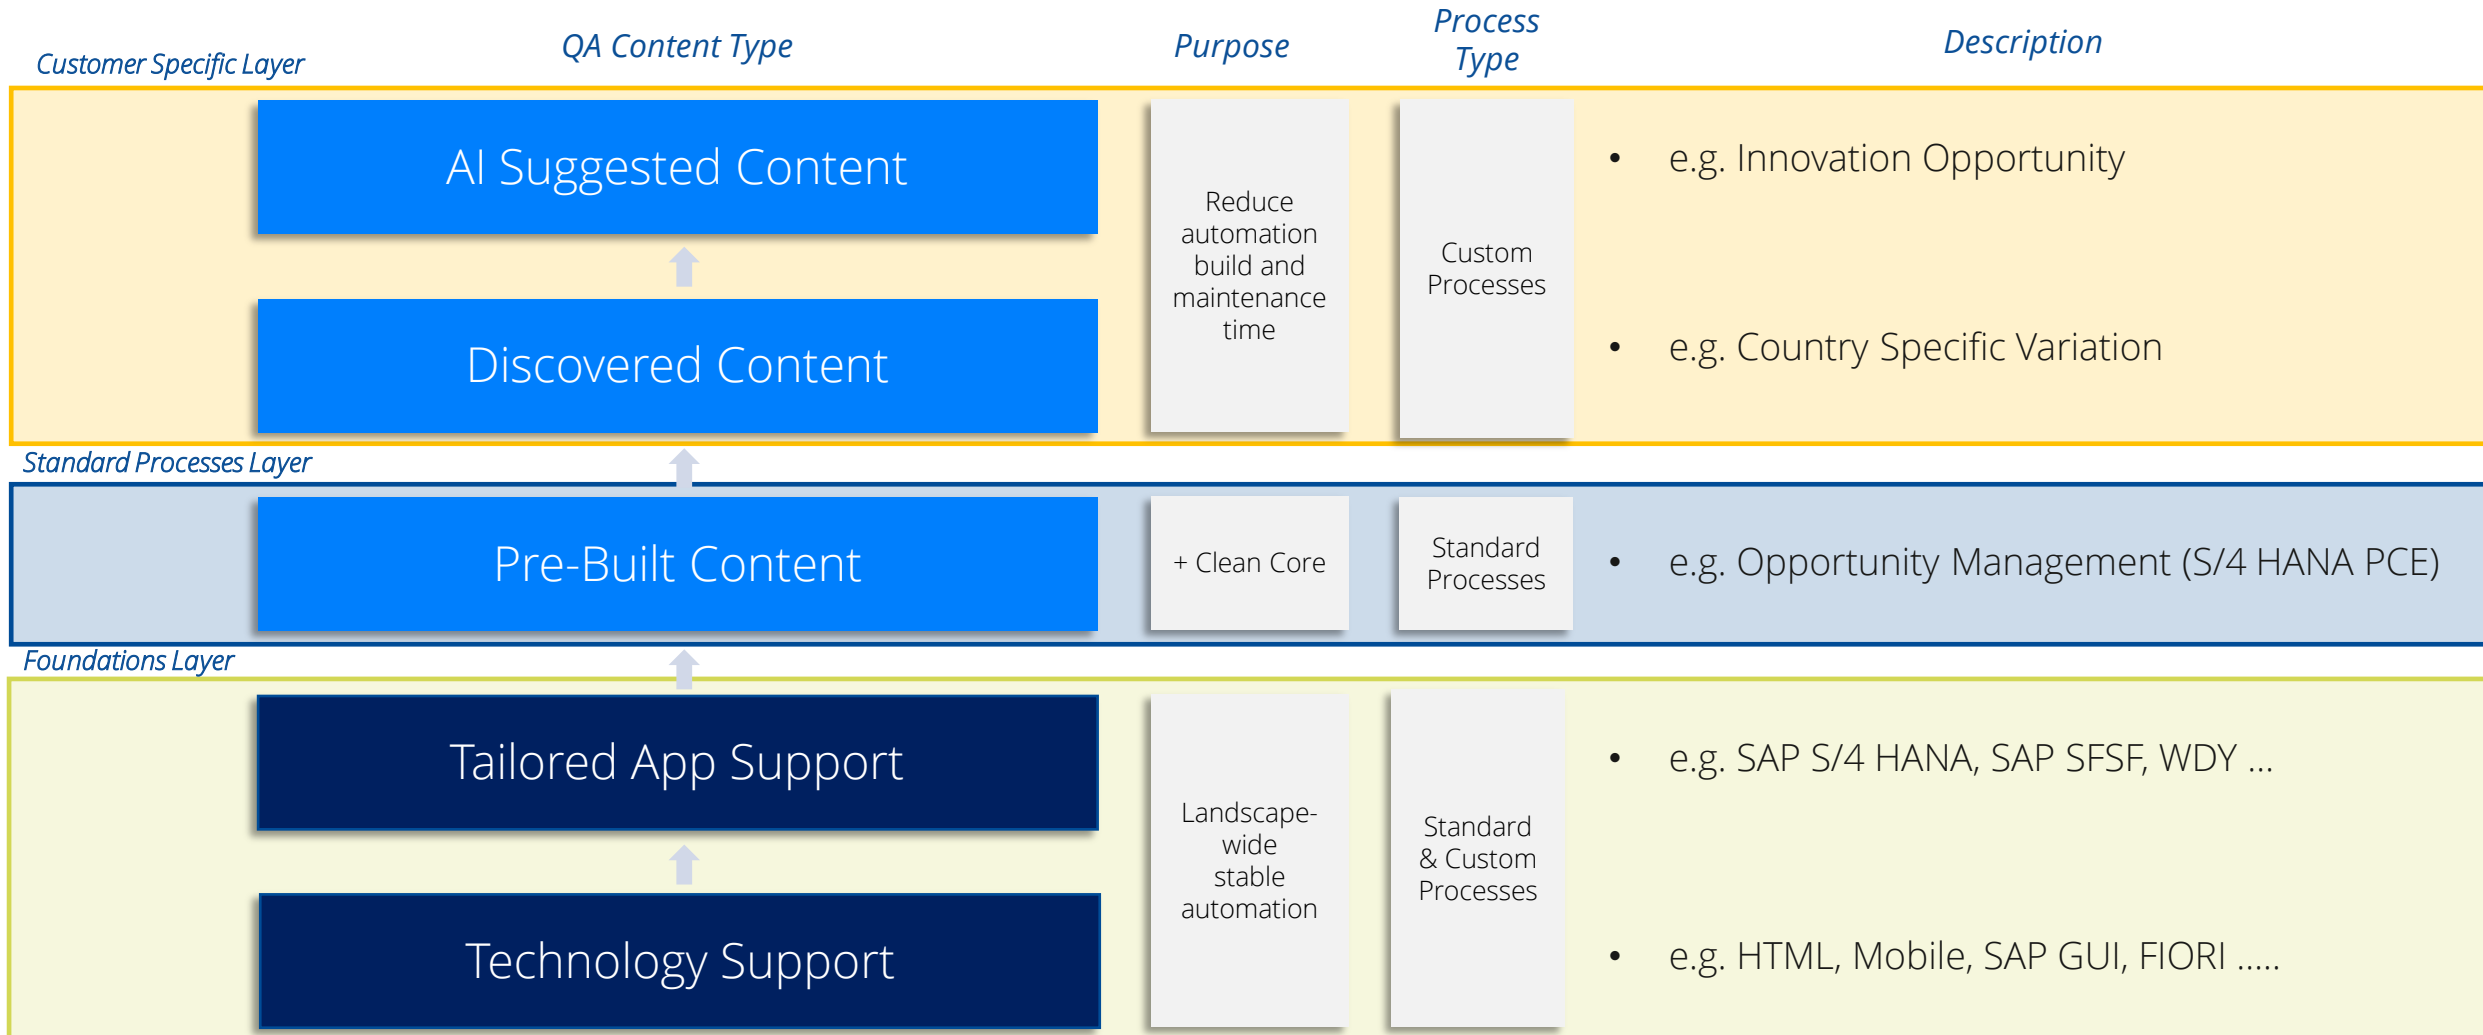 Customer Specific Layer
QA Content Type
Purpose
Process
Type
Description
AI Suggested Content
Discovered Content
Reduce
automation
build and
maintenance
time
Custom
Processes
• e.g. Innovation Opportunity
• e.g. Country Specific Variation
Standard Processes Layer
Pre-Built Content
+ Clean Core
Standard
Processes
• e.g. Opportunity Management (S/4 HANA PCE)
Foundations Layer
Tailored App Support
Technology Support
Landscape-
wide
stable
automation
Standard
& Custom
Processes
• e.g. SAP S/4 HANA, SAP SFSF, WDY ...
• e.g. HTML, Mobile, SAP GUI, FIORI .....